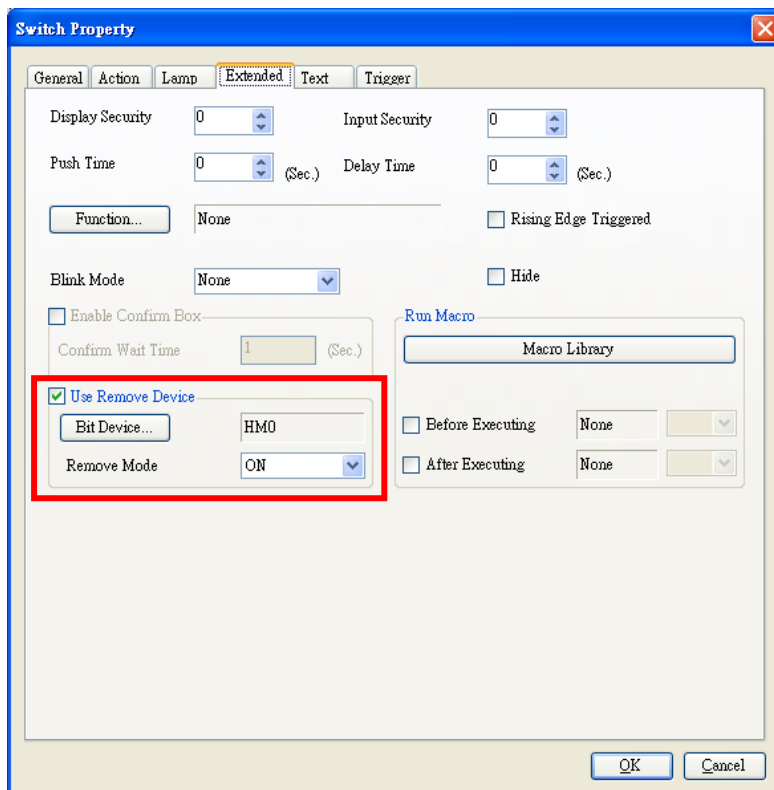 Switch Property
General Action Lamp Extended Text Trigger
Display Security 0 Input Security 0
Push Time 0 (Sec.) Delay Time 0 (Sec.)
Function... None Rising Edge Triggered
Blink Mode None Hide
Enable Confirm Box Run Macro
Confirm Wait Time 1 (Sec.) Macro Library
Use Remove Device
Bit Device... HM0 Before Executing None
Remove Mode ON After Executing None
OK Cancel